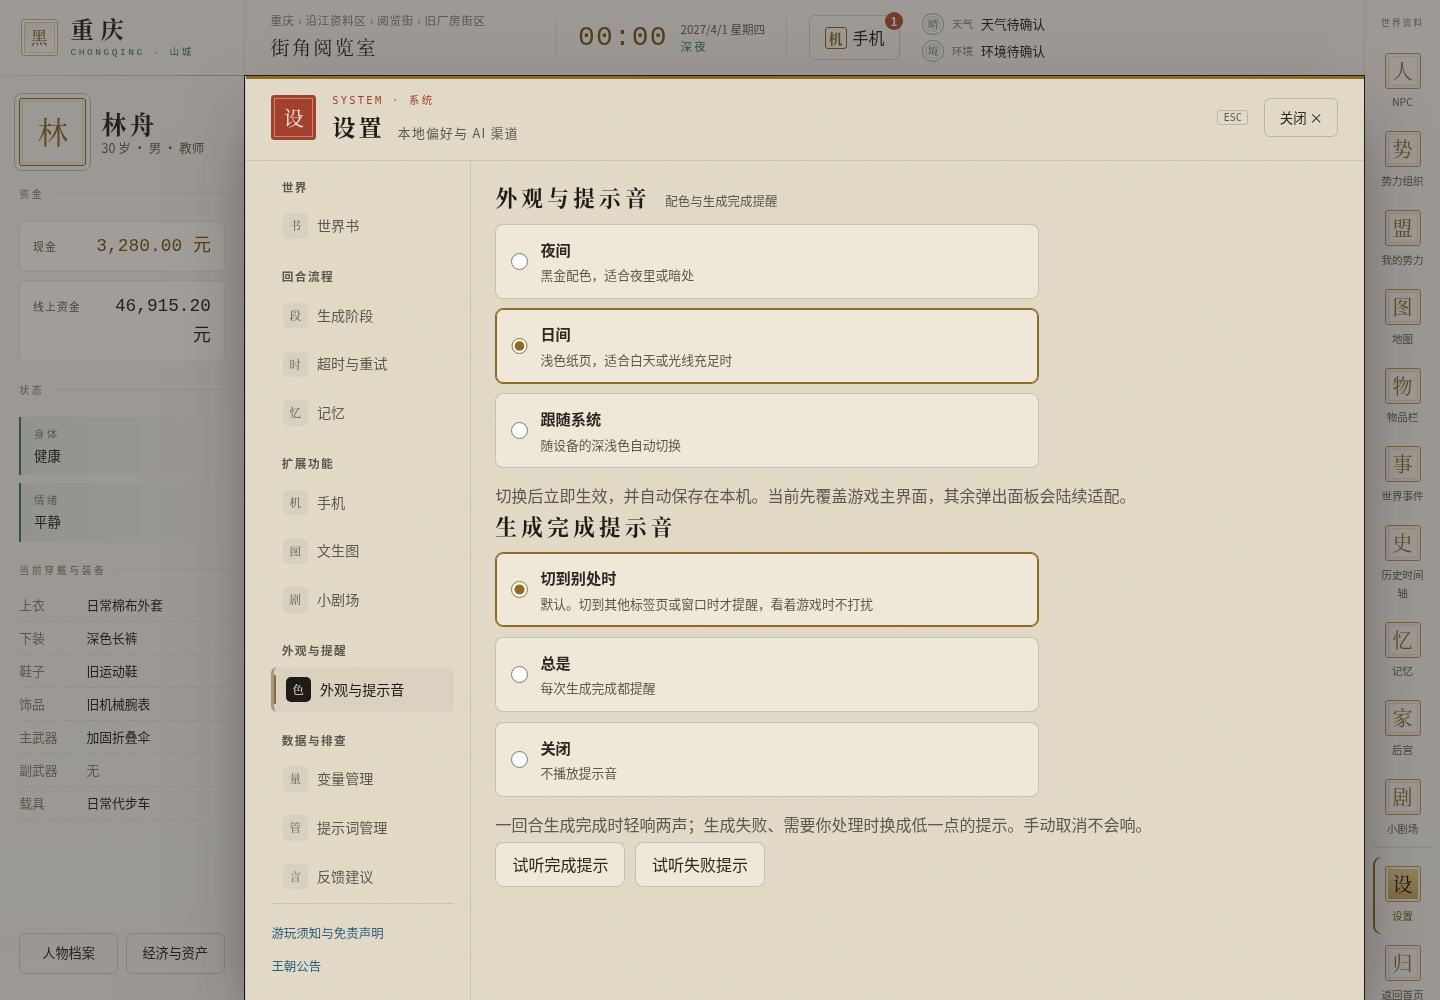 黑
重庆
CHONGQING · 山城
重庆 › 沿江资料区 › 阅览街 › 旧厂房街区
街角阅览室
00:00
2027/4/1 星期四
深夜
机 手机
1
晴 天气 天气待确认
境 环境 环境待确认
林
林舟
30 岁 · 男 · 教师
资金
现金 3,280.00 元
线上资金 46,915.20
元
状态
身体
健康
情绪
平静
当前穿戴与装备
上衣 日常棉布外套
下装 深色长裤
鞋子 旧运动鞋
饰品 旧机械腕表
主武器 加固折叠伞
副武器 无
载具 日常代步车
人物档案
经济与资产
设
SYSTEM · 系统
设置 本地偏好与 AI 渠道
ESC
关闭 ×
世界
书 世界书
回合流程
段 生成阶段
时 超时与重试
忆 记忆
扩展功能
机 手机
图 文生图
剧 小剧场
外观与提醒
色 外观与提示音
数据与排查
量 变量管理
管 提示词管理
言 反馈建议
游玩须知与免责声明
王朝公告
外观与提示音 配色与生成完成提醒
夜间
黑金配色，适合夜里或暗处
日间
浅色纸页，适合白天或光线充足时
跟随系统
随设备的深浅色自动切换
切换后立即生效，并自动保存在本机。当前先覆盖游戏主界面，其余弹出面板会陆续适配。
生成完成提示音
切到别处时
默认。切到其他标签页或窗口时才提醒，看着游戏时不打扰
总是
每次生成完成都提醒
关闭
不播放提示音
一回合生成完成时轻响两声；生成失败、需要你处理时换成低一点的提示。手动取消不会响。
试听完成提示
试听失败提示
世界资料
人
NPC
势
势力组织
盟
我的势力
图
地图
物
物品栏
事
世界事件
史
历史时间
轴
忆
记忆
家
后宫
剧
小剧场
设
设置
归
返回首页